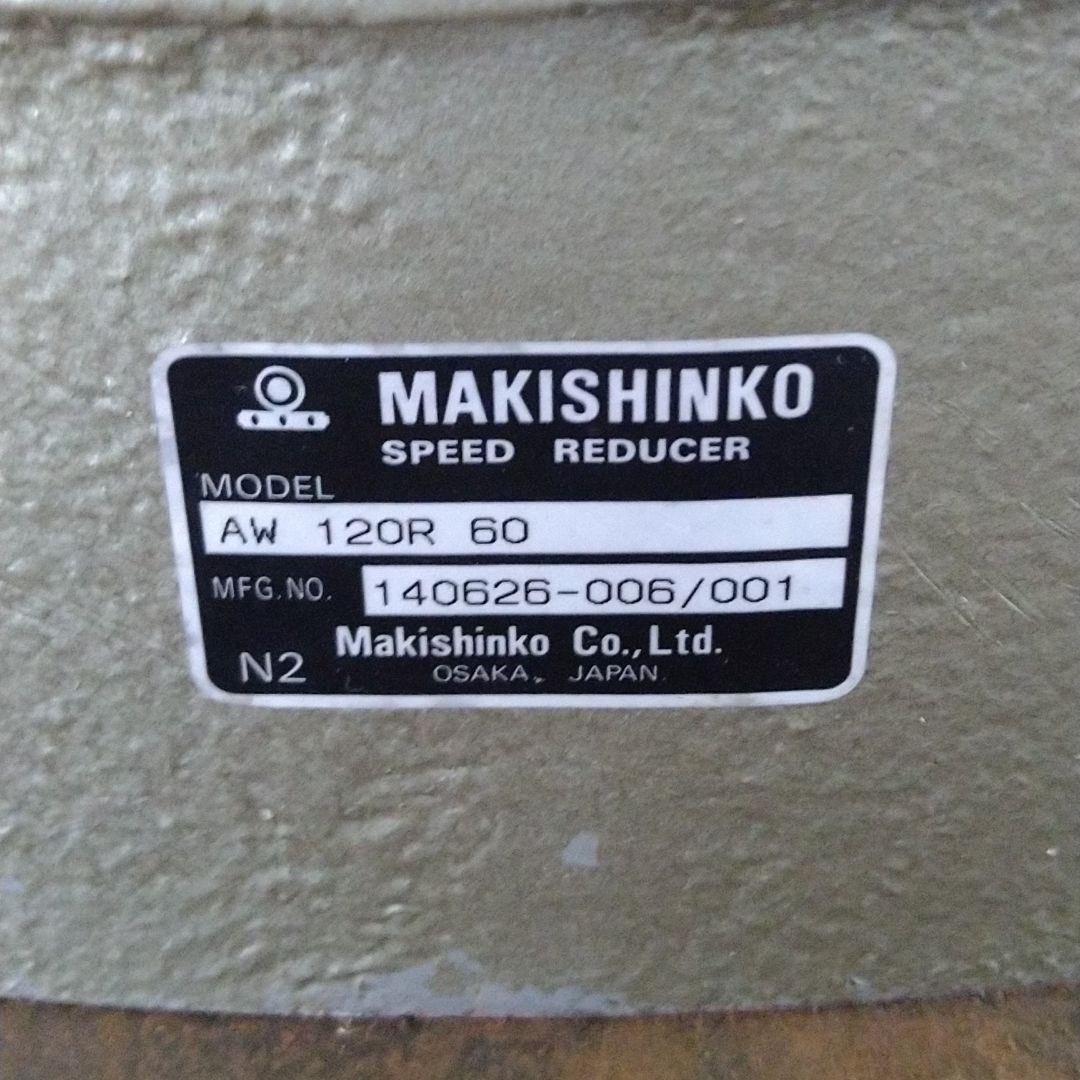 MAKISHINKO
SPEED REDUCER
MODEL
AW 120R 60
MFG.NO. 140626-006/001
Makishinko Co.,Ltd.
N2 OSAKA, JAPAN